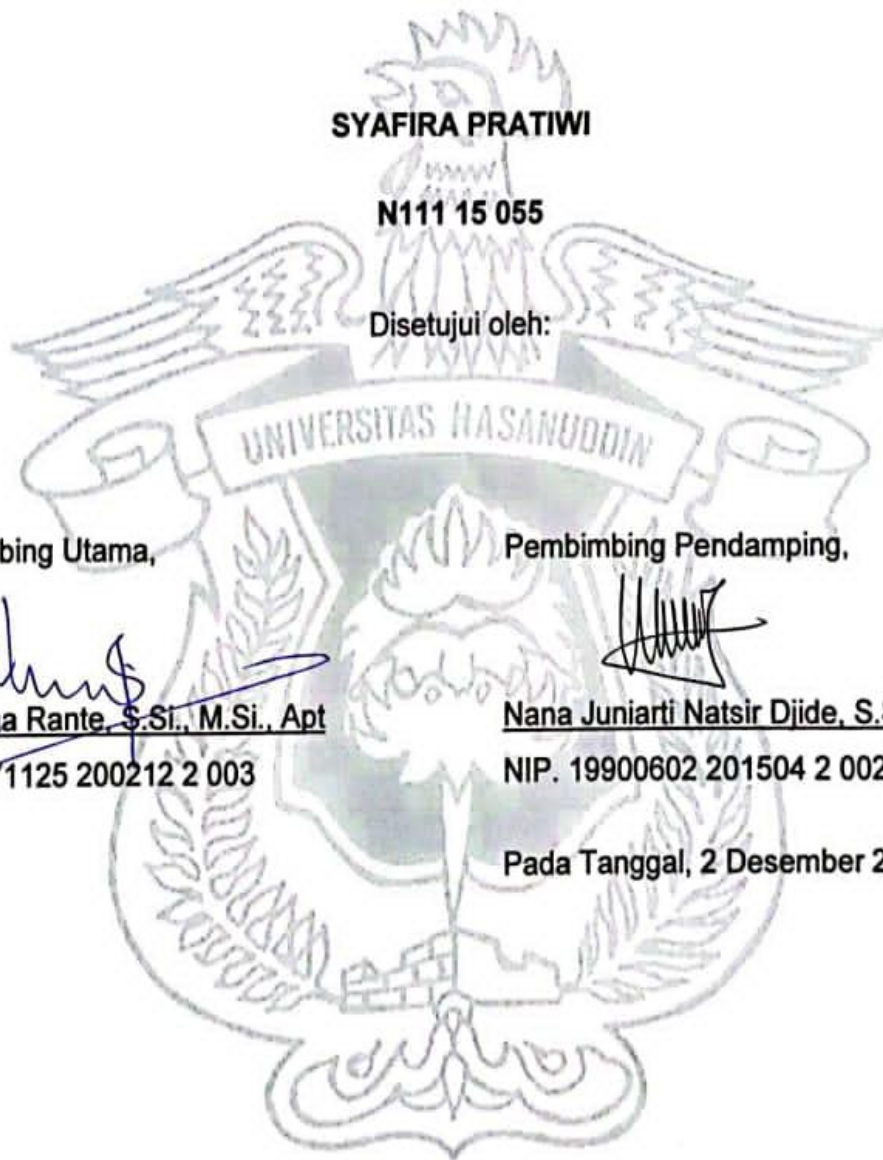 SYAFIRA PRATIWI
N111 15 055
Disetujui oleh:
UNIVERSITAS HASANUDDIN
bing Utama,
Pembimbing Pendamping,
a Rante, S.Si., M.Si., Apt
Nana Juniarti Natsir Djide, S.
1125 200212 2 003
NIP. 19900602 201504 2 002
Pada Tanggal, 2 Desember 2